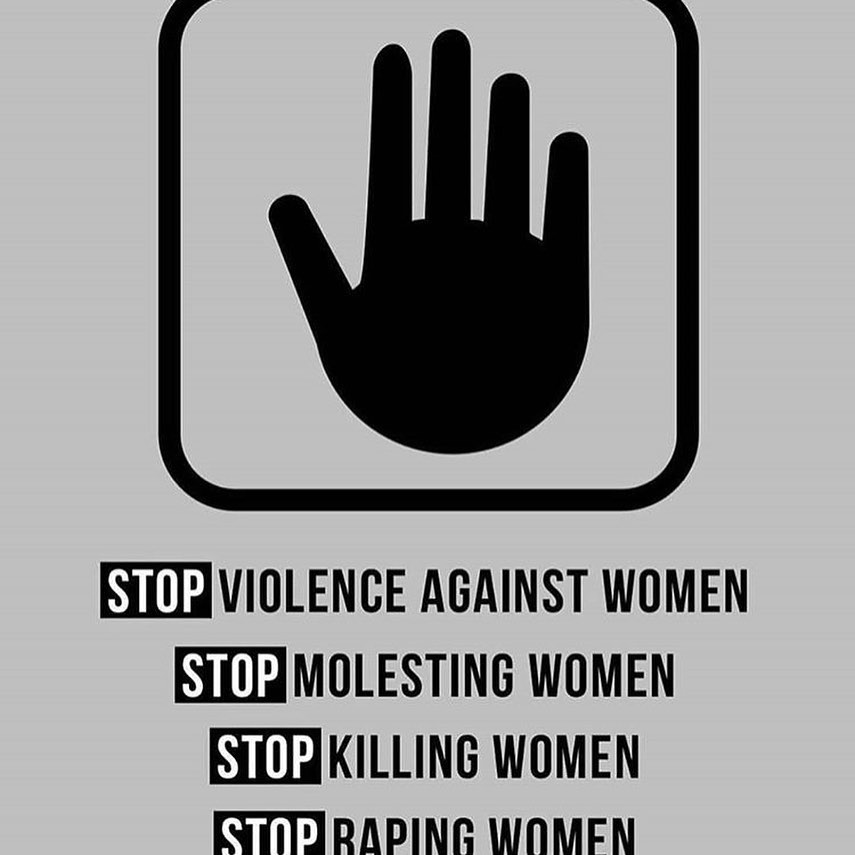 STOP VIOLENCE AGAINST WOMEN
STOP MOLESTING WOMEN
STOP KILLING WOMEN
STOP RAPING WOMEN